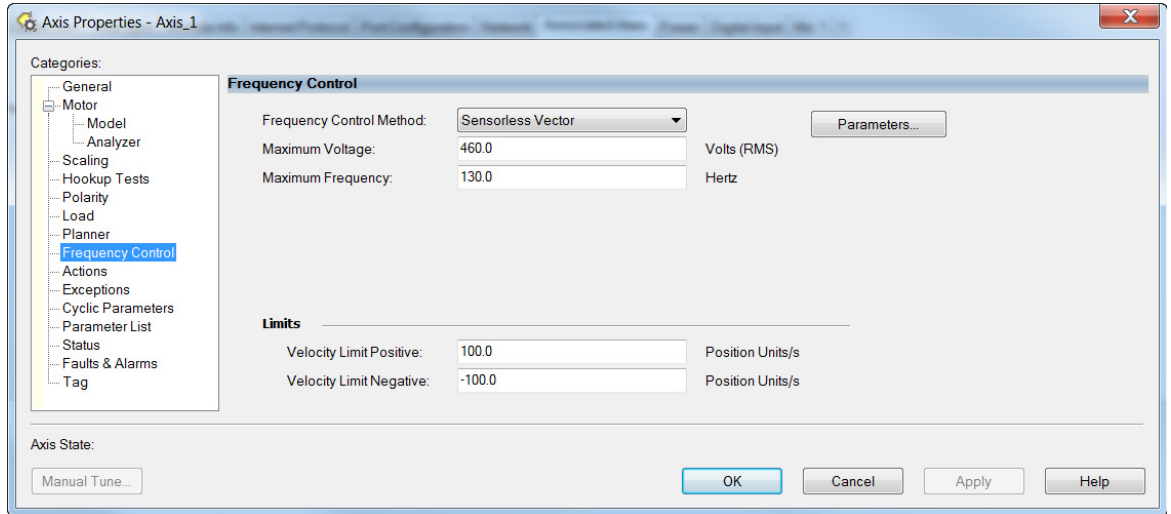 Axis Properties - Axis_1
X
Categories:
General
Motor
Model
Analyzer
Scaling
Hookup Tests
Polarity
Load
Planner
Frequency Control
Actions
Exceptions
Cyclic Parameters
Parameter List
Status
Faults & Alarms
Tag
Frequency Control
Frequency Control Method: Sensorless Vector Parameters...
Maximum Voltage: 460.0 Volts (RMS)
Maximum Frequency: 130.0 Hertz
Limits
Velocity Limit Positive: 100.0 Position Units/s
Velocity Limit Negative: -100.0 Position Units/s
Axis State:
Manual Tune... OK Cancel Apply Help